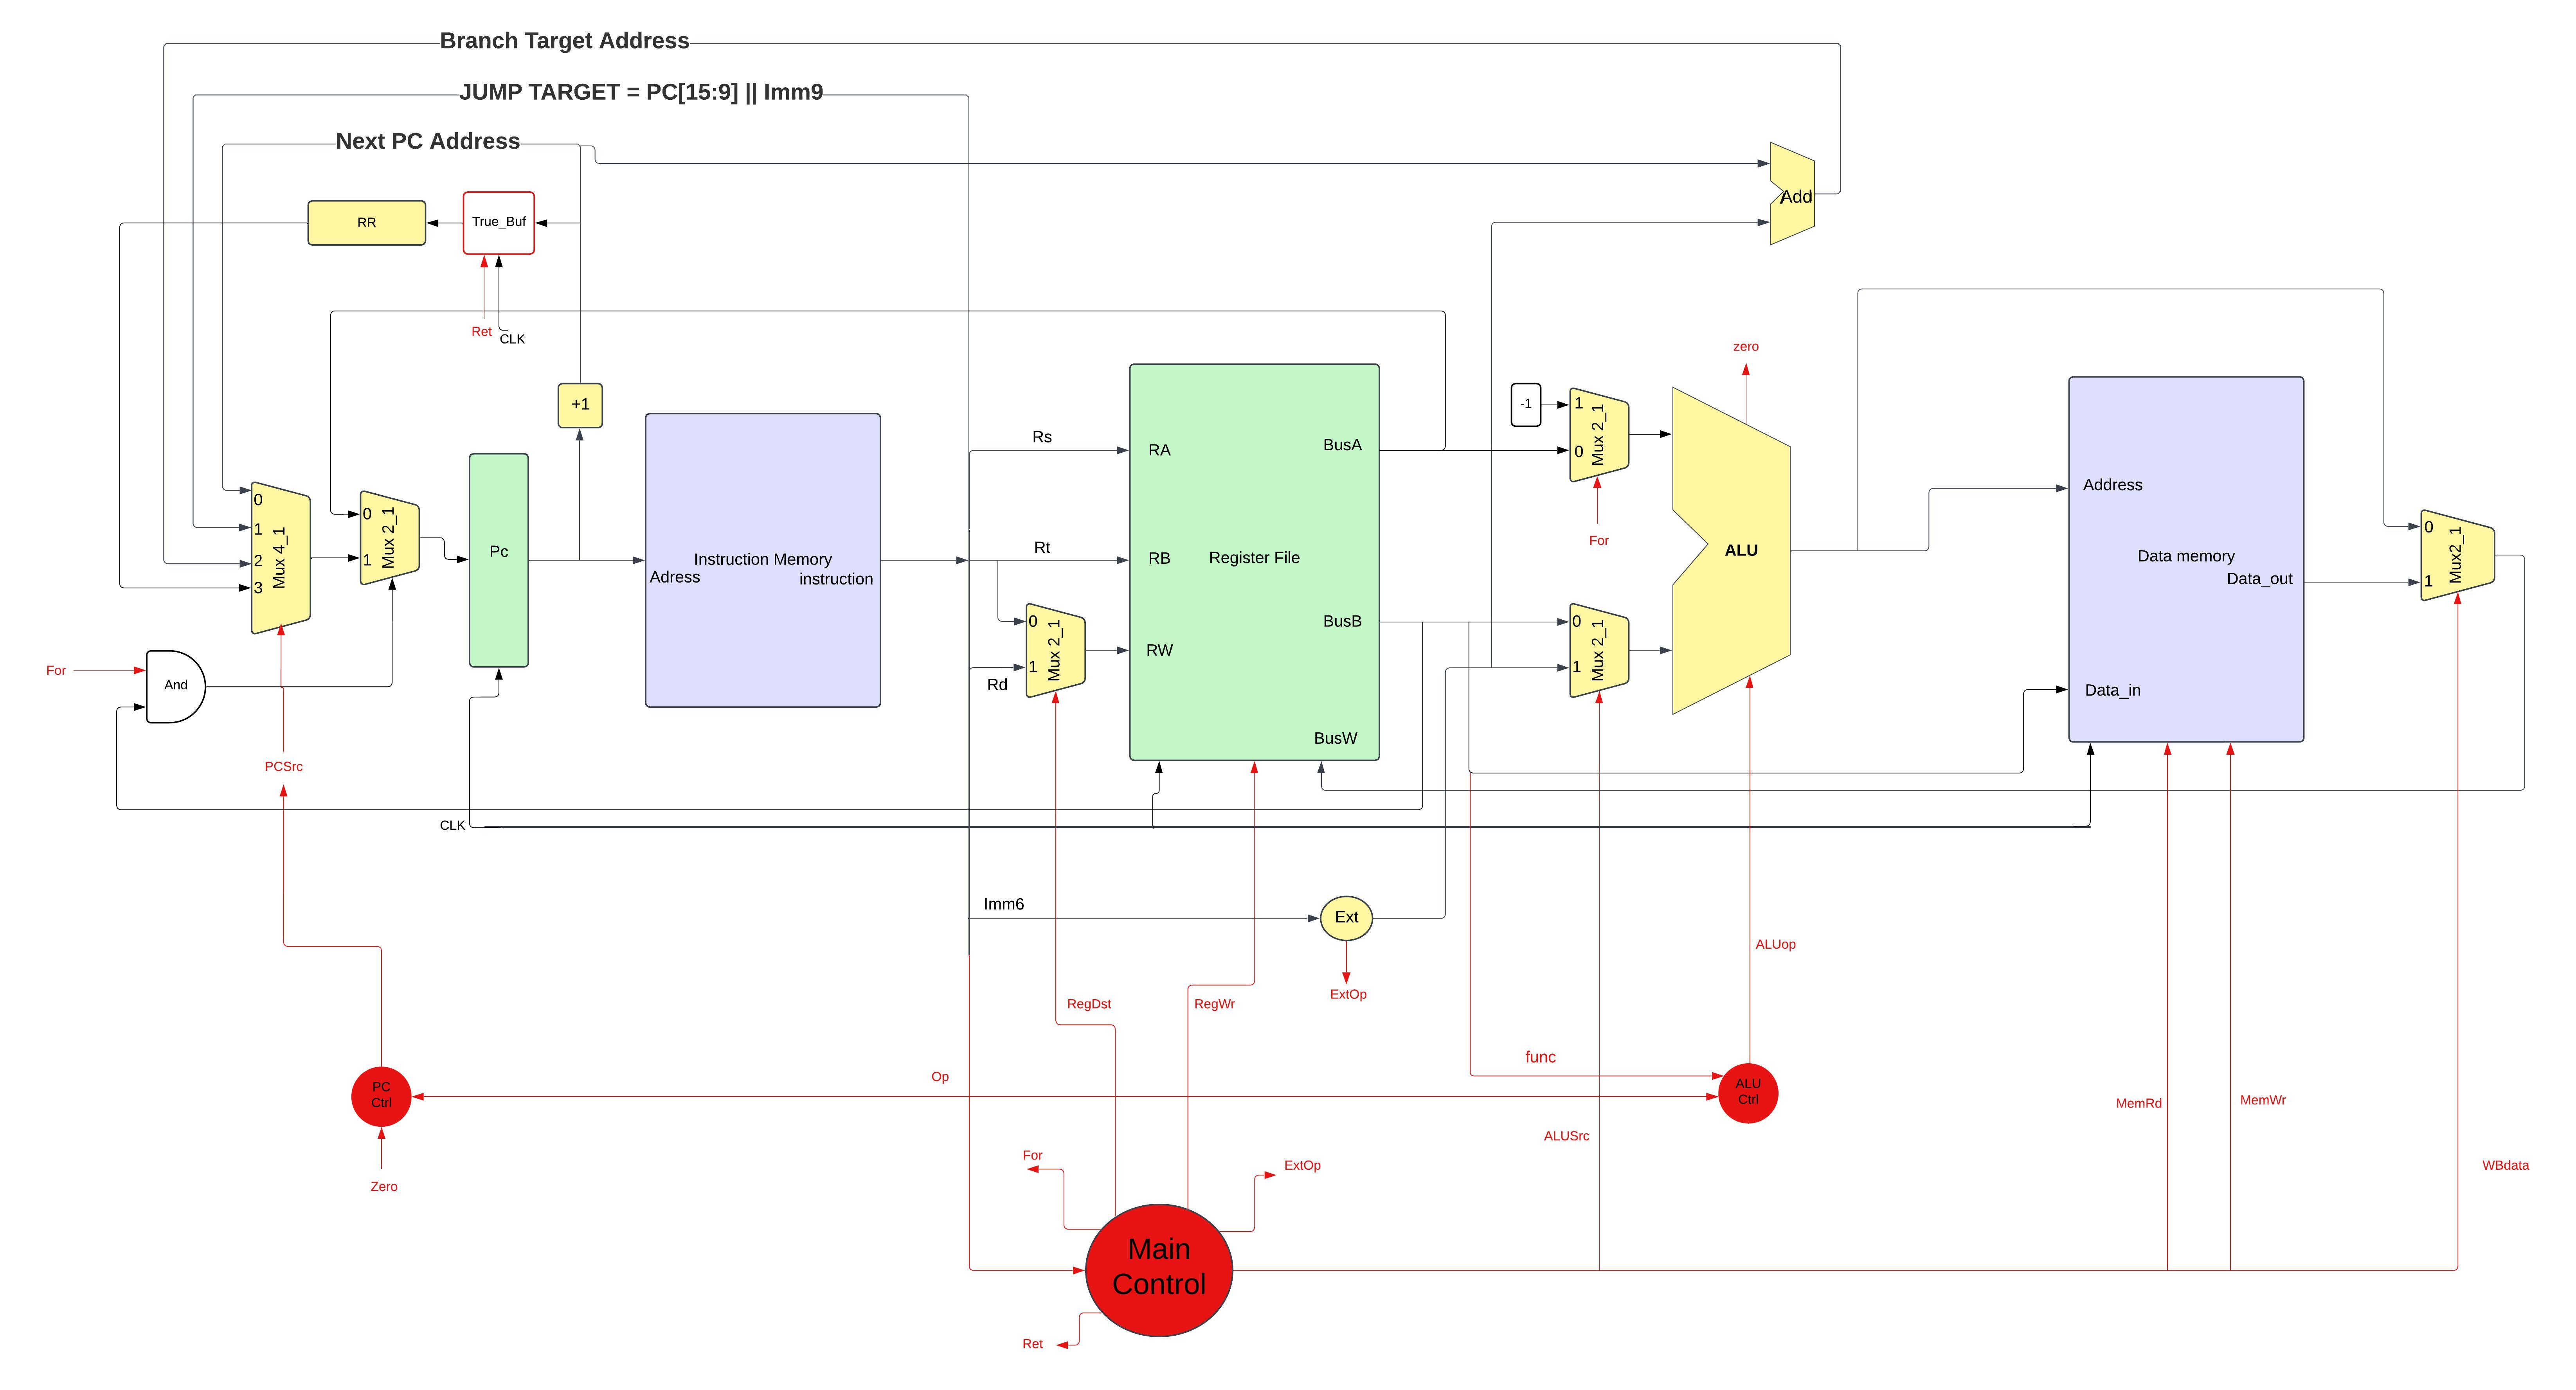 Branch Target Address
JUMP TARGET = PC[15:9] || Imm9
Next PC Address
RR
True_Buf
Add
Ret
CLK
zero
+1
-1
1
0
Mux 2_1
For
Rs
RA
BusA
Rt
RB
Register File
BusB
RW
BusW
0
1
2
3
Mux 4_1
0
1
Mux 2_1
Pc
Instruction Memory
Adress
instruction
0
1
Mux 2_1
Rd
0
1
Mux 2_1
ALU
Address
Data memory
Data_out
Data_in
0
1
Mux2_1
For
And
PCSrc
CLK
Imm6
Ext
ExtOp
ALUop
RegDst
RegWr
func
Op
PC
Ctrl
ALU
Ctrl
MemRd
MemWr
ALUSrc
Zero
For
ExtOp
WBdata
Main
Control
Ret